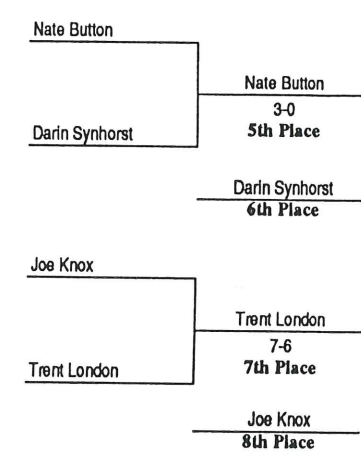 Nate Button
Nate Button
3-0
Darin Synhorst
5th Place
Darin Synhorst
6th Place
Joe Knox
Trent London
7-6
Trent London
7th Place
Joe Knox
8th Place